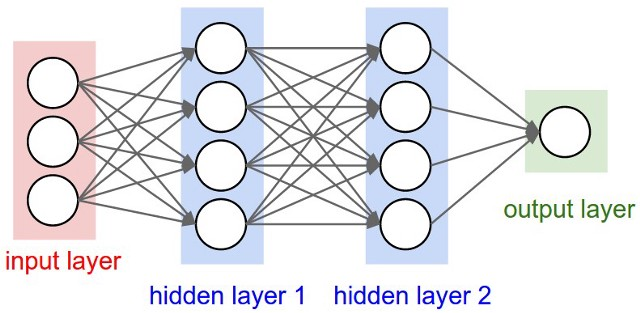 input layer
hidden layer 1
hidden layer 2
output layer